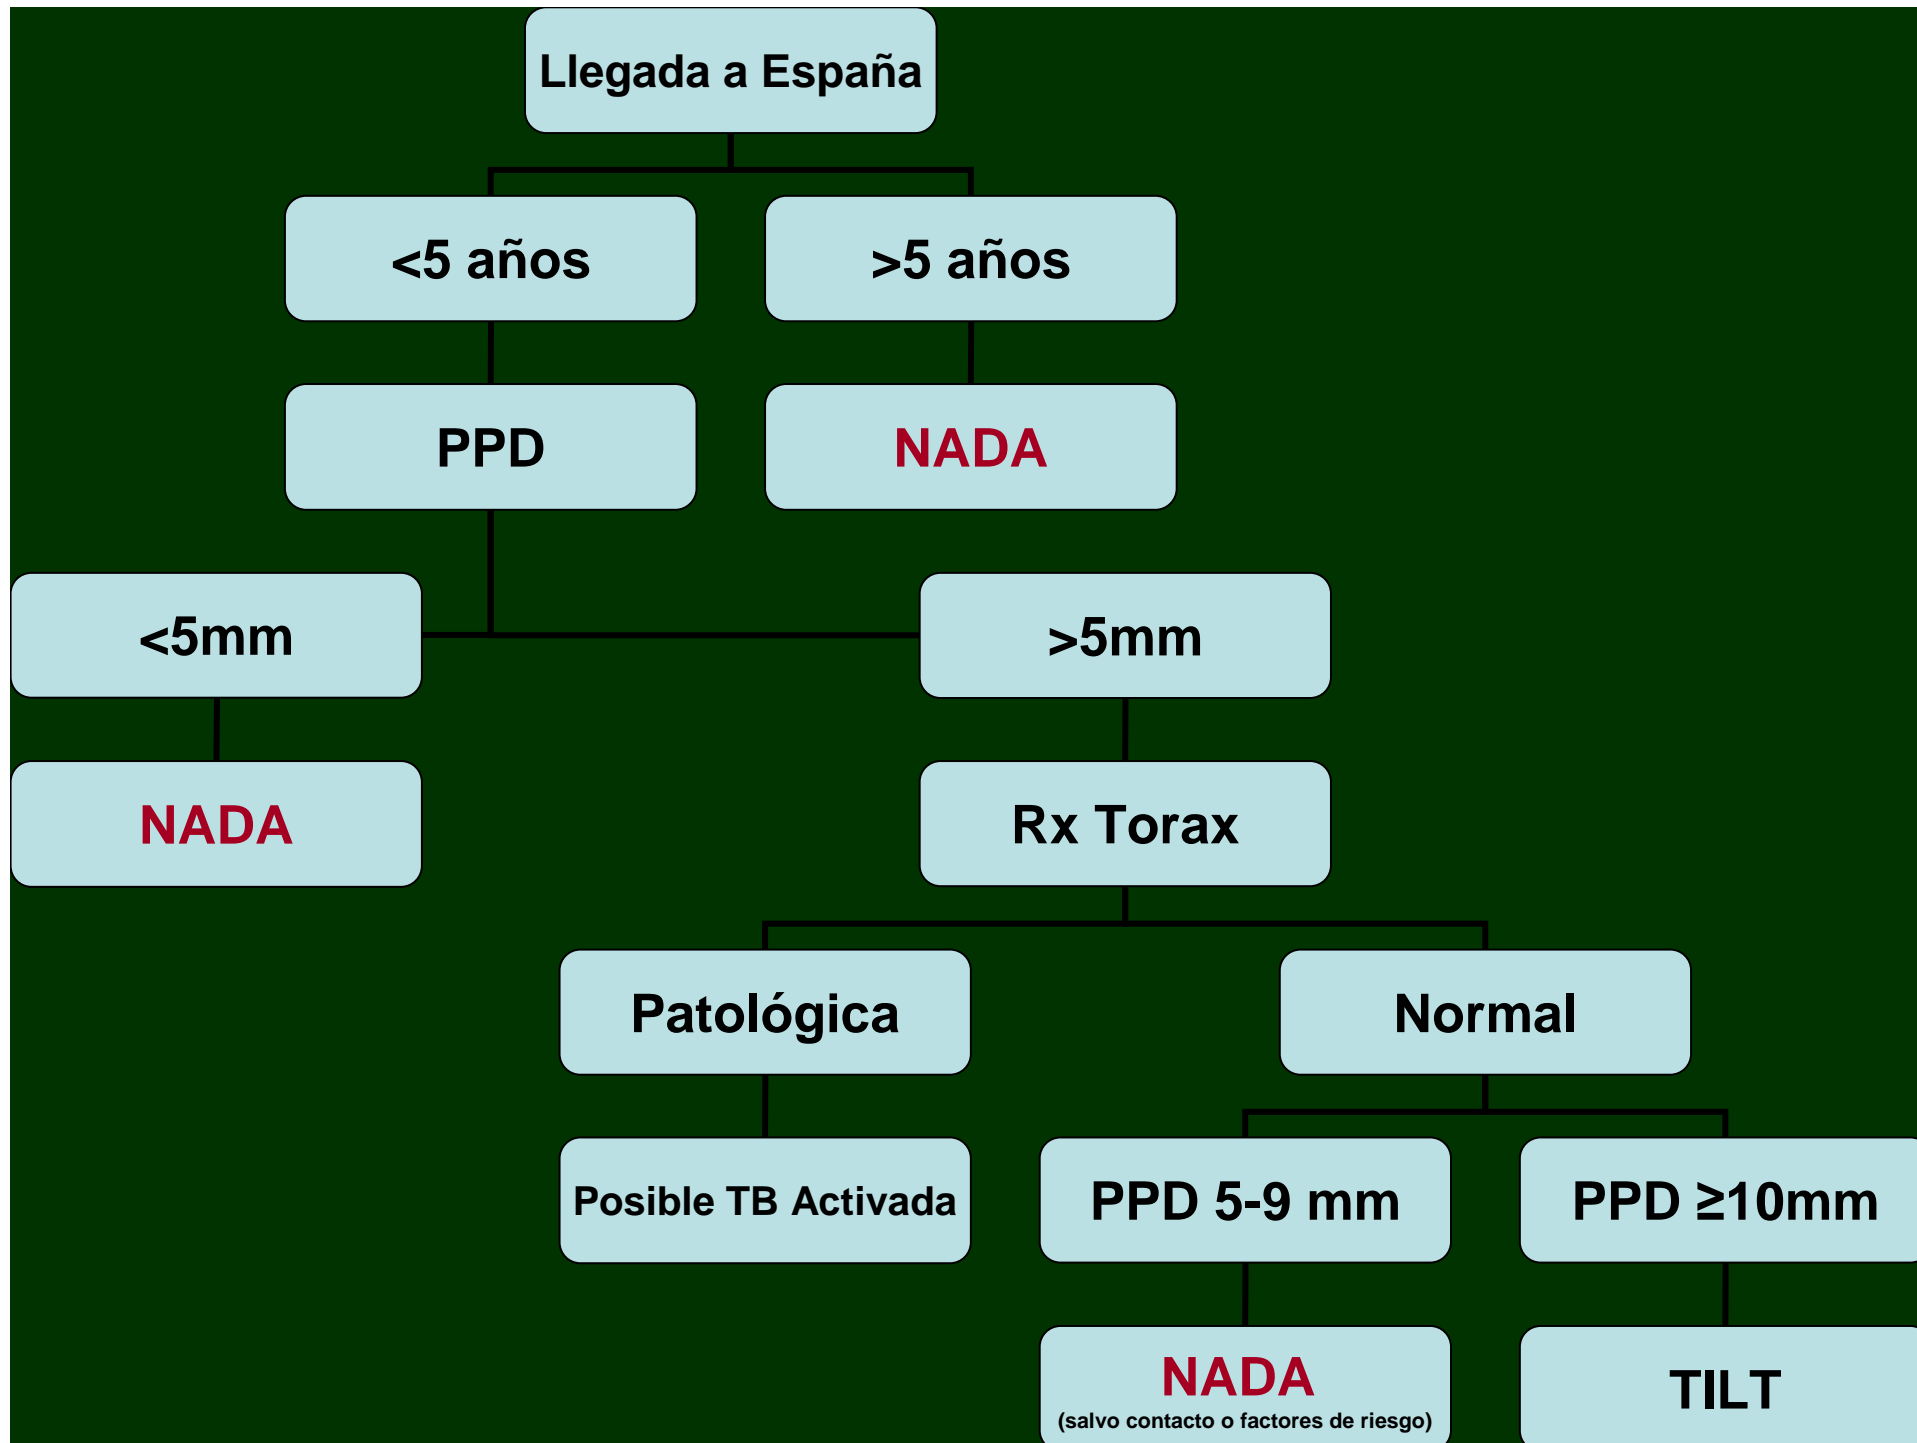 Llegada a España
<5 años
>5 años
PPD
NADA
<5mm
>5mm
NADA
Rx Torax
Patológica
Normal
Posible TB Activada
PPD 5-9 mm
PPD ≥10mm
NADA
(salvo contacto o factores de riesgo)
TILT